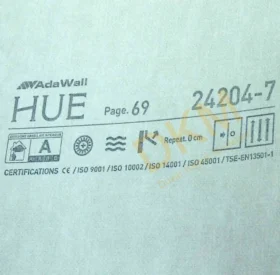 AdaWall
HUE Page. 69 24204-7
A Repeat. 0 cm
CERTIFICATIONS CE / ISO 9001 / ISO 10002 / ISO 14001 / ISO 45001 / TSE-EN13501-1